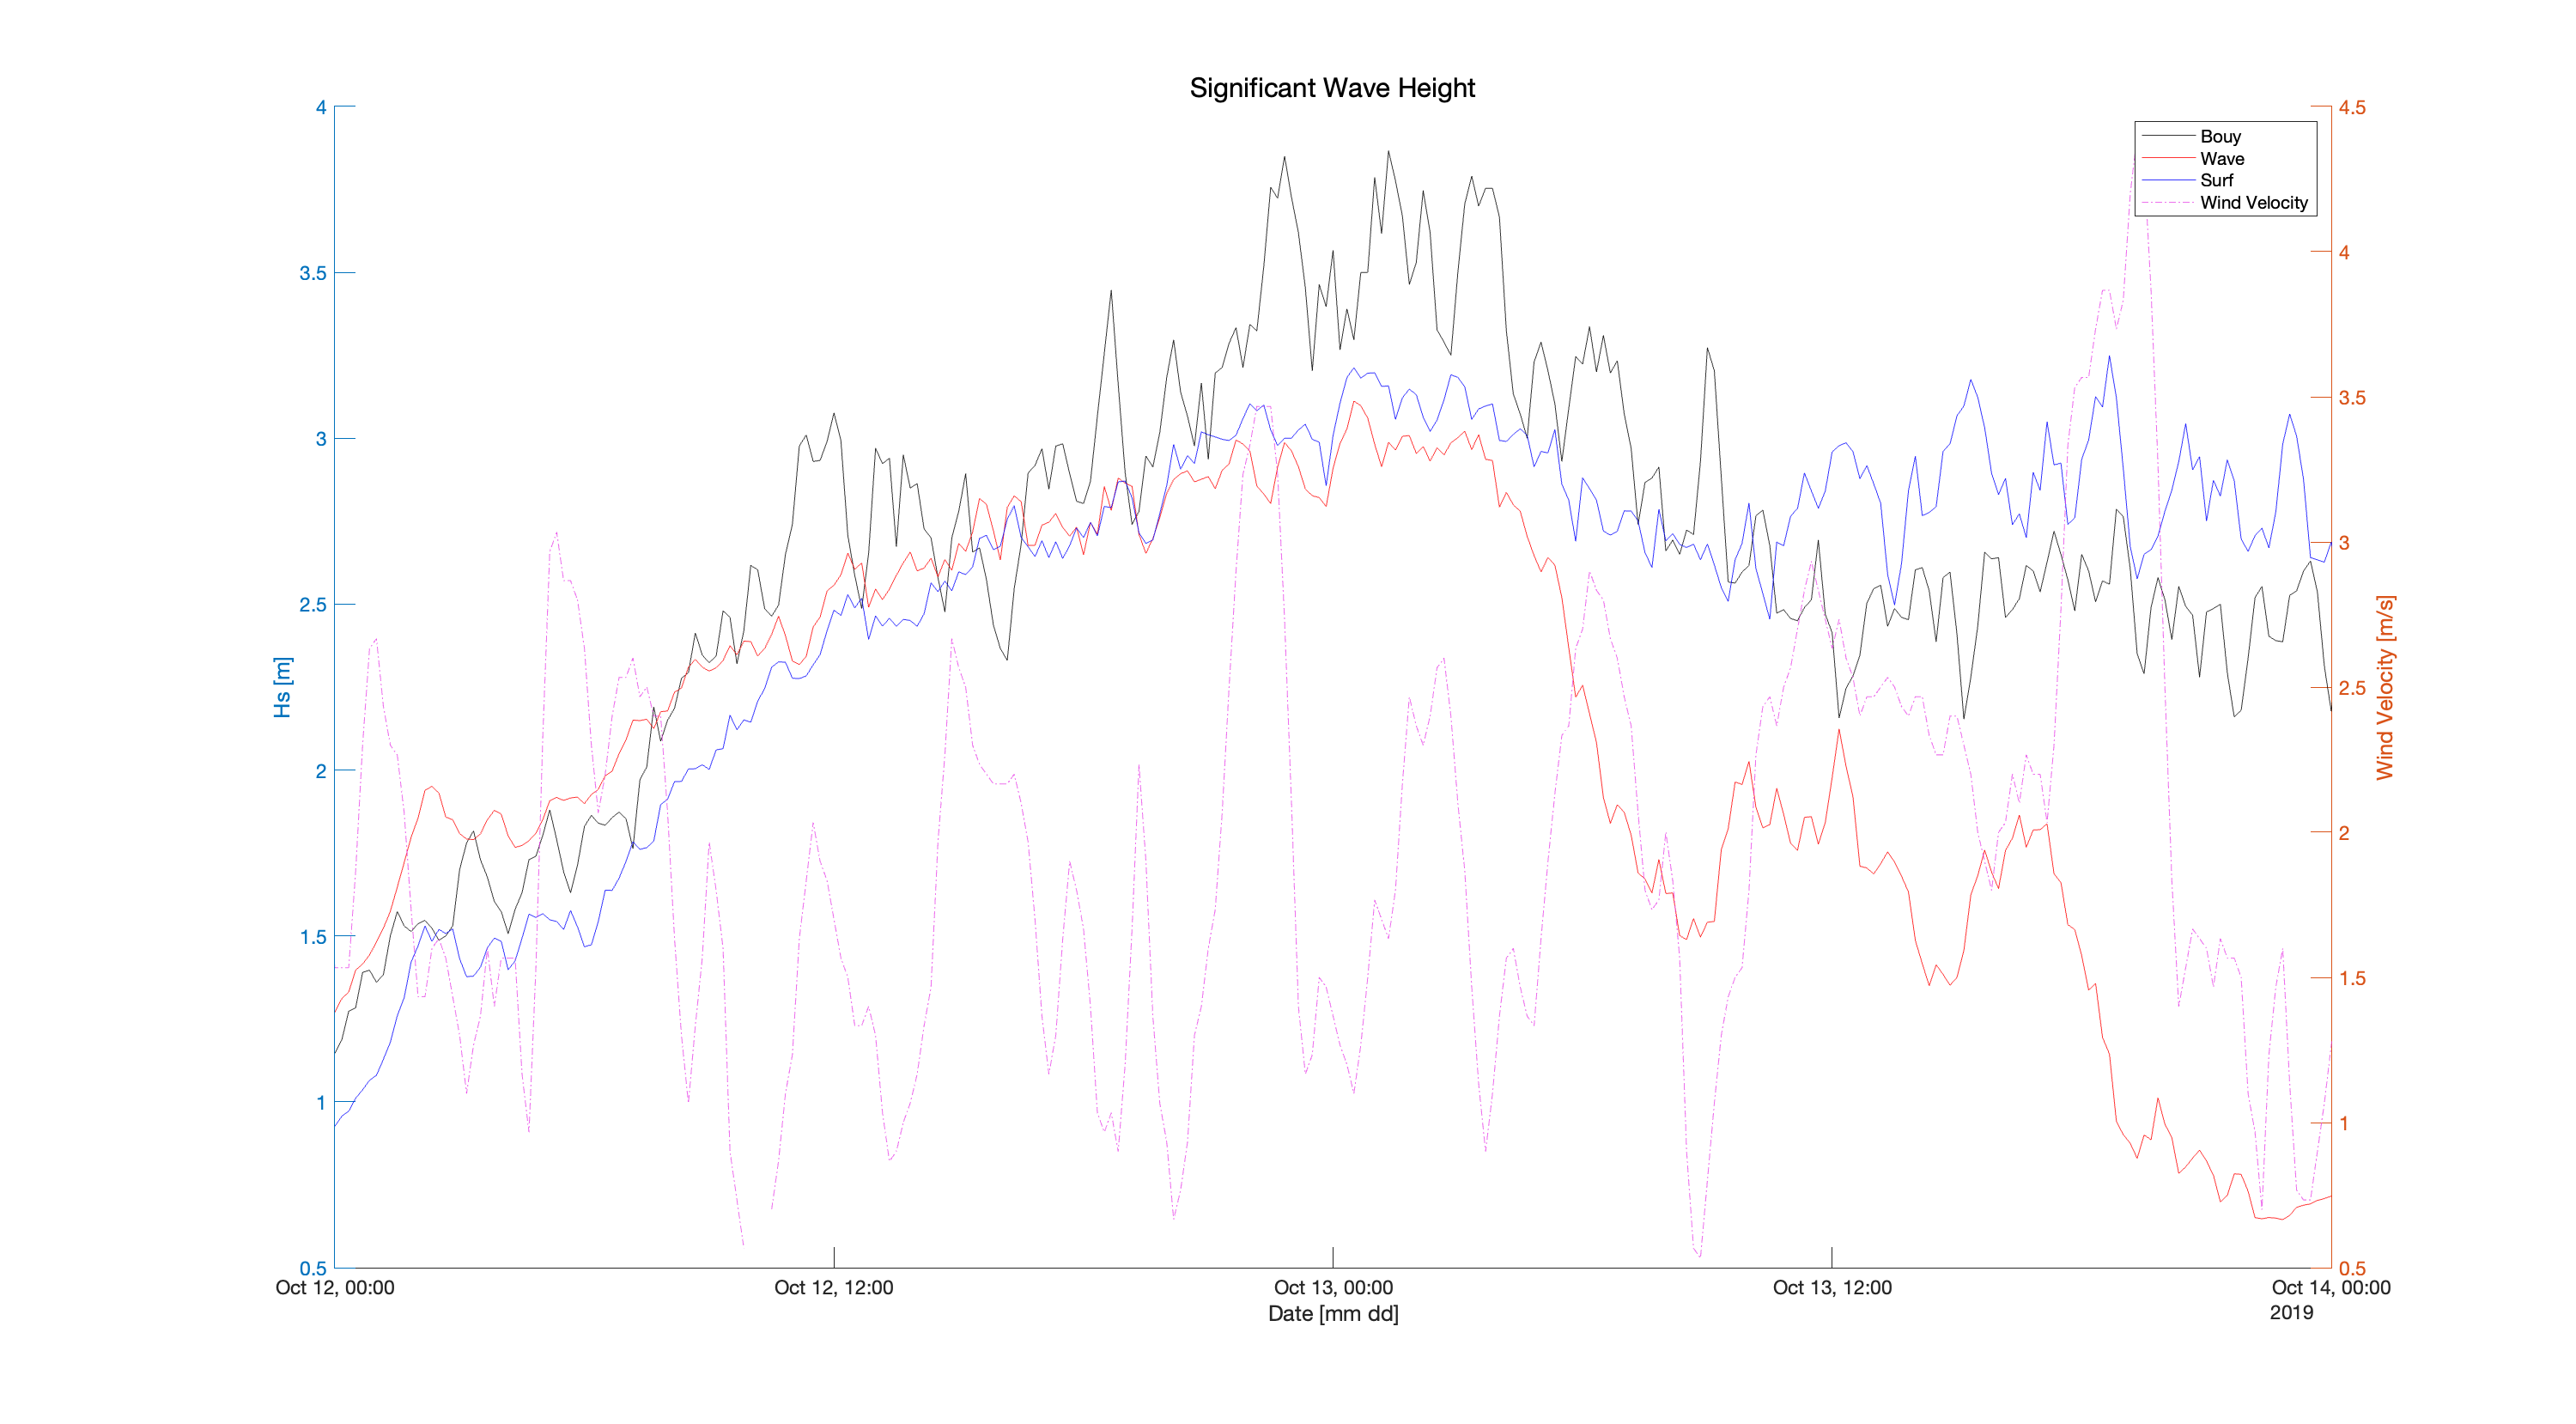 Significant Wave Height
4
3.5
3
2.5
2
1.5
1
0.5
Hs [m]
4.5
4
3.5
3
2.5
2
1.5
1
0.5
Wind Velocity [m/s]
Bouy
Wave
Surf
Wind Velocity
Oct 12, 00:00
Oct 12, 12:00
Oct 13, 00:00
Oct 13, 12:00
Oct 14, 00:00
2019
Date [mm dd]